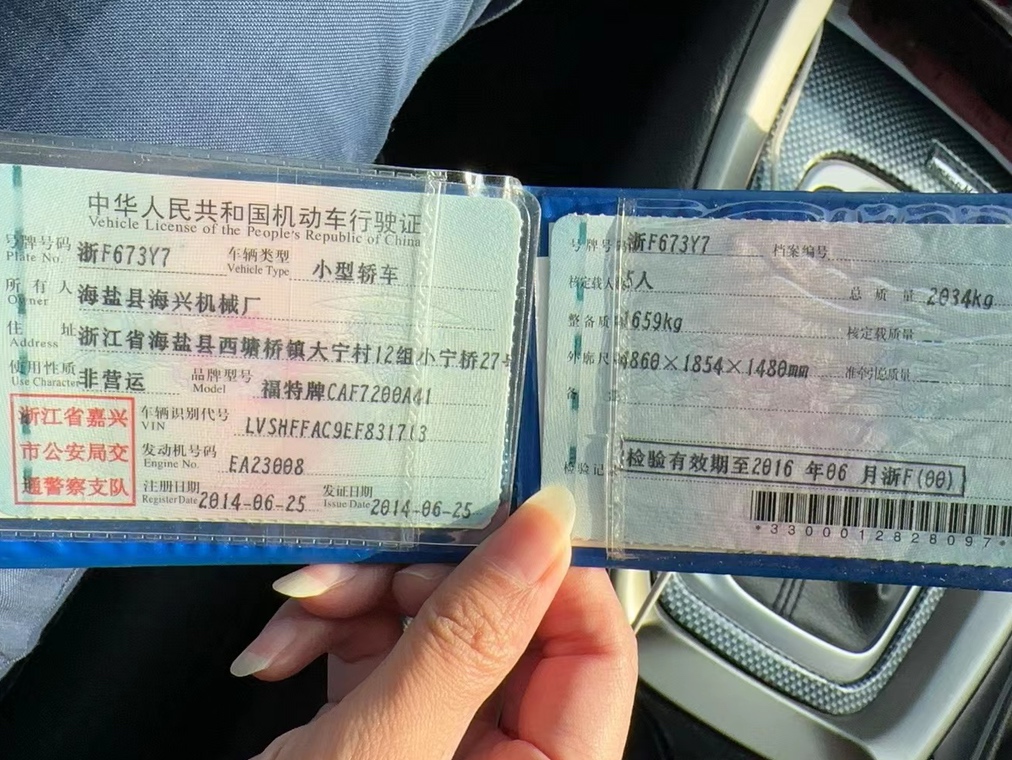 中华人民共和国机动车行驶证
Vehicle License of the People's Republic of China
号牌号码 浙F673Y7 车辆类型 小型轿车
Plate No. Vehicle Type
所有人 海盐县海兴机械厂
Owner
住址 浙江省海盐县西塘桥镇大宁村12组小宁桥27号
Address
使用性质 非营运 品牌型号 福特牌CAF7200A41
Use Character Model
浙江省嘉兴
市公安局交
通警察支队
车辆识别代号 LVSHFFAC9EF831713
VIN
发动机号码 EA23008
Engine No.
注册日期 2014-06-25 发证日期 2014-06-25
Register Date Issue Date
号牌号码 浙F673Y7 档案编号
核定载人数 5人 总质量 2034kg
整备质量 1659kg 核定载质量
外廓尺寸 4860×1854×1480mm 准牵引总质量
备
检验记录 检验有效期至2016年06月浙F(00)
*3300012828097*